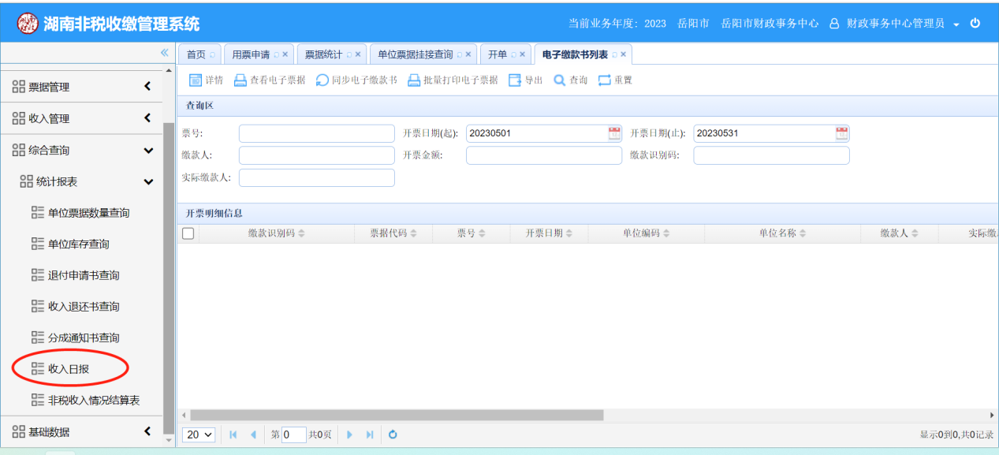 湖南非税收缴管理系统
当前业务年度: 2023 岳阳市 岳阳市财政事务中心 财政事务中心管理员
首页 用票申请 票据统计 单位票据挂接查询 开单 电子缴款书列表
详情 查看电子票据 同步电子缴款书 批量打印电子票据 导出 查询 重置
票据管理
收入管理
综合查询
统计报表
单位票据数量查询
单位库存查询
退付申请书查询
收入退还书查询
分成通知书查询
收入日报
非税收入情况结算表
基础数据
查询区
票号: 开票日期(起): 20230501 开票日期(止): 20230531
缴款人: 开票金额: 缴款识别码:
实际缴款人:
开票明细信息
缴款识别码 票据代码 票号 开票日期 单位编码 单位名称 缴款人 实际缴
20 第 0 共0页 显示0到0,共0记录